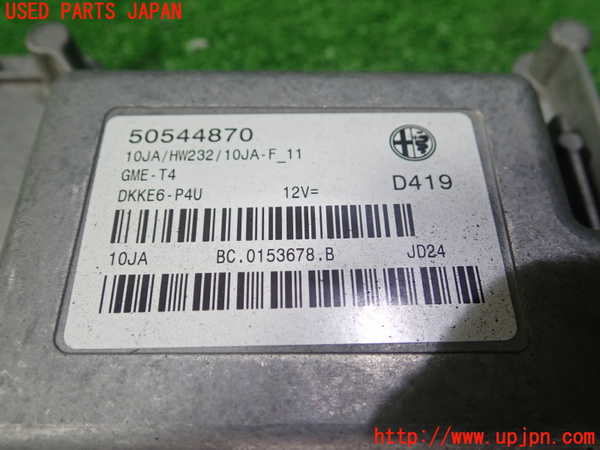 USED PARTS JAPAN
50544870
10JA/HW232/10JA-F_11
GME-T4
DKKE6-P4U 12V= D419
10JA BC.0153678.B JD24
http://www.upjpn.com/